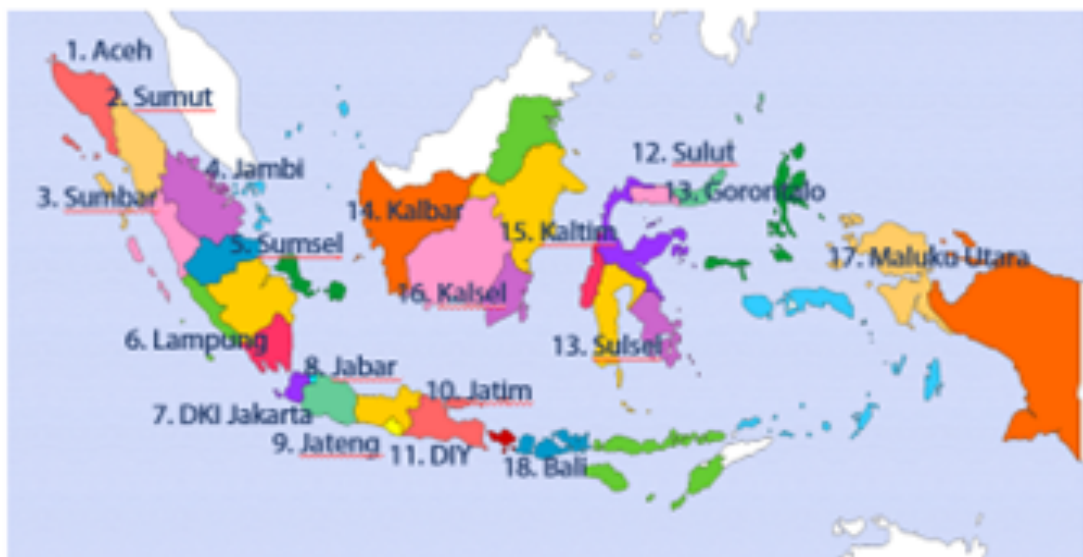 1. Aceh
2. Sumut
3. Sumbar
4. Jambi
5. Sumsel
6. Lampung
7. DKI Jakarta
8. Jabar
9. Jateng
10. Jatim
11. DIY
12. Sulut
13. Gorontalo
14. Kalbar
15. Kaltim
16. Kalsel
13. Sulsel
17. Maluku Utara
18. Bali